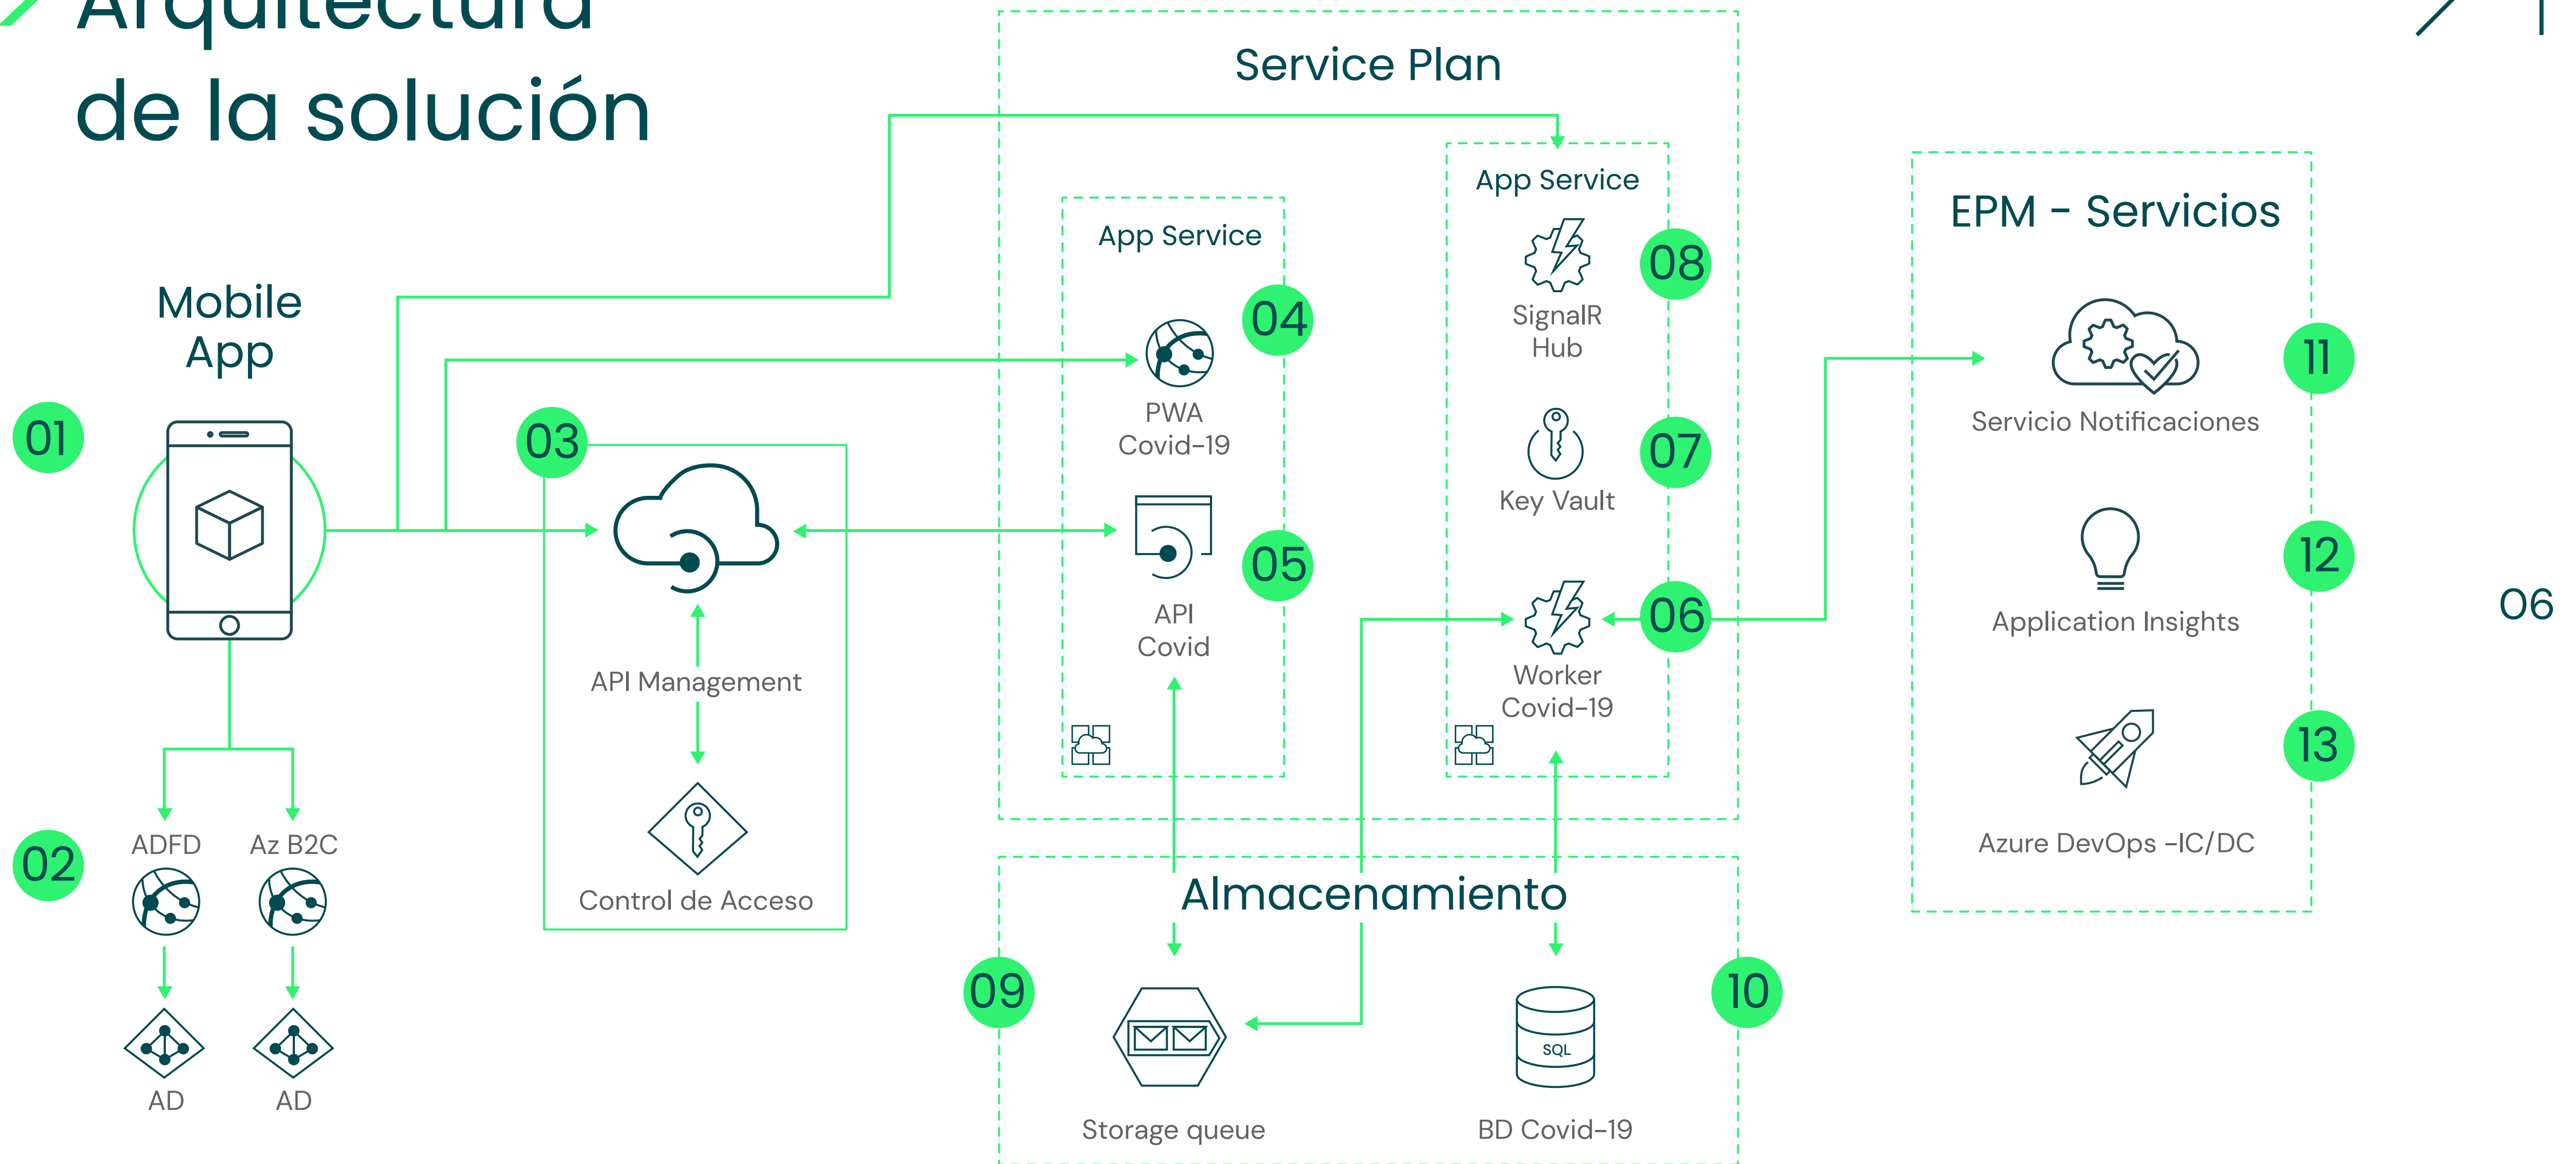 Arquitectura
de la solución
Service Plan
App Service
App Service
EPM - Servicios
Mobile
App
01
02
03
04
05
06
07
08
09
10
11
12
13
SignalR
Hub
PWA
Covid-19
Key Vault
API
Covid
Worker
Covid-19
API Management
Control de Acceso
ADFD
Az B2C
AD
AD
Almacenamiento
Storage queue
SQL
BD Covid-19
Servicio Notificaciones
Application Insights
Azure DevOps -IC/DC
06